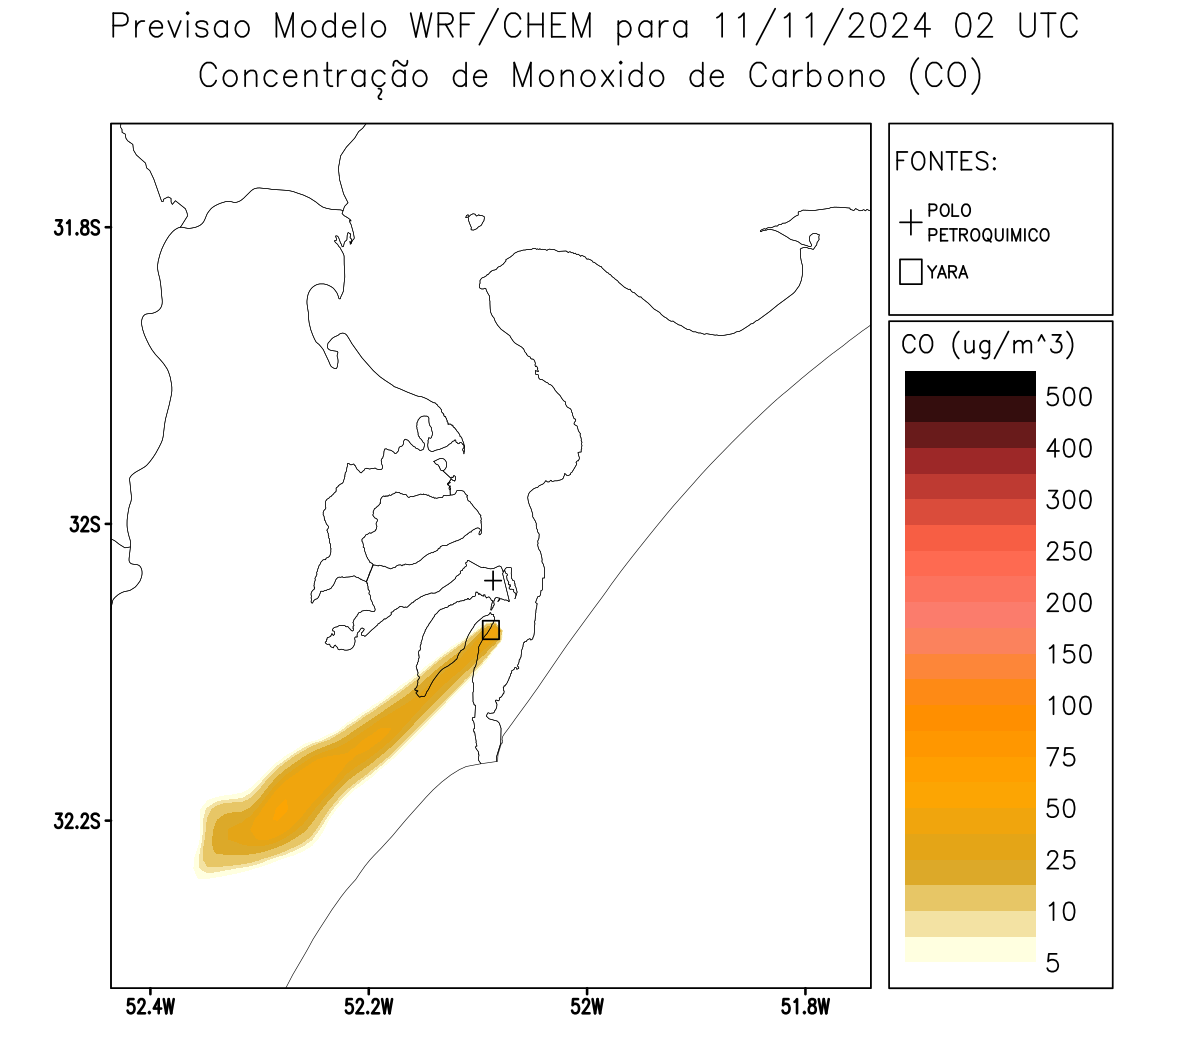 Previsao Modelo WRF/CHEM para 11/11/2024 02 UTC
Concentração de Monoxido de Carbono (CO)
FONTES:
POLO
PETROQUIMICO
YARA
CO (ug/m^3)
500
400
300
250
200
150
100
75
50
25
10
5
31.8S
32S
32.2S
52.4W 52.2W 52W 51.8W